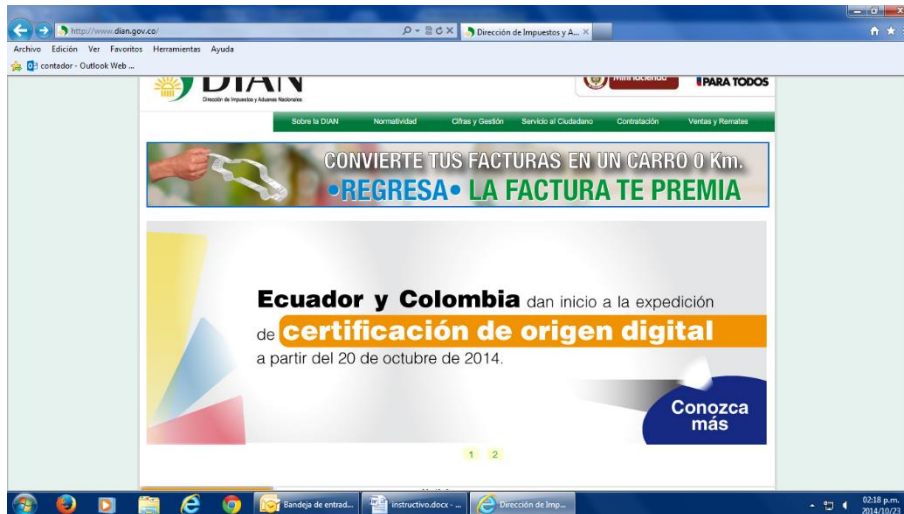 http://www.dian.gov.co/
Dirección de Impuestos y A...
Archivo Edición Ver Favoritos Herramientas Ayuda
contador - Outlook Web ...
DIAN
Dirección de Impuestos y Aduanas Nacionales
MinHacienda
PARA TODOS
Sobre la DIAN Normatividad Cifras y Gestión Servicio al Ciudadano Contratación Ventas y Remates
CONVIERTE TUS FACTURAS EN UN CARRO 0 Km.
•REGRESA• LA FACTURA TE PREMIA
Ecuador y Colombia dan inicio a la expedición
de certificación de origen digital
a partir del 20 de octubre de 2014.
Conozca
más
1 2
Bandeja de entrad... instructivo.docx - ... Dirección de Imp...
02:18 p.m.
2014/10/23